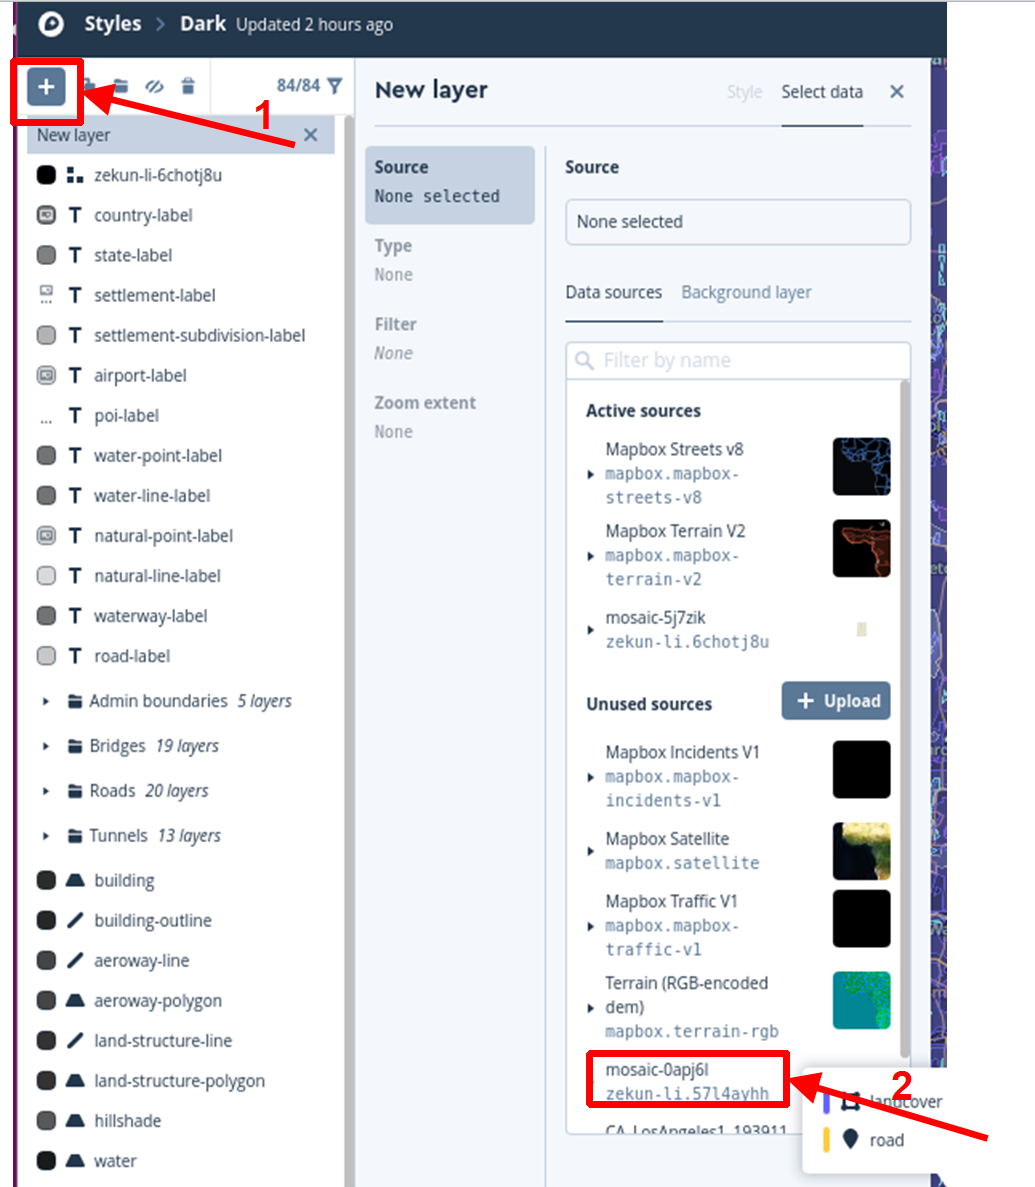 Styles > Dark Updated 2 hours ago
84/84
1
New layer
zekun-li-6chotj8u
country-label
state-label
settlement-label
settlement-subdivision-label
airport-label
poi-label
water-point-label
water-line-label
natural-point-label
natural-line-label
waterway-label
road-label
Admin boundaries 5 layers
Bridges 19 layers
Roads 20 layers
Tunnels 13 layers
building
building-outline
aeroway-line
aeroway-polygon
land-structure-line
land-structure-polygon
hillshade
water
New layer
Style Select data
Source
None selected
Type
None
Filter
None
Zoom extent
None
Source
None selected
Data sources Background layer
Filter by name
Active sources
Mapbox Streets v8
mapbox.mapbox-
streets-v8
Mapbox Terrain V2
mapbox.mapbox-
terrain-v2
mosaic-5j7zik
zekun-li.6chotj8u
Unused sources + Upload
Mapbox Incidents V1
mapbox.mapbox-
incidents-v1
Mapbox Satellite
mapbox.satellite
Mapbox Traffic V1
mapbox.mapbox-
traffic-v1
Terrain (RGB-encoded
dem)
mapbox.terrain-rgb
mosaic-0apj6l
zekun-li.57l4ayhh
CA_LosAngeles1_193911
2
landcover
road